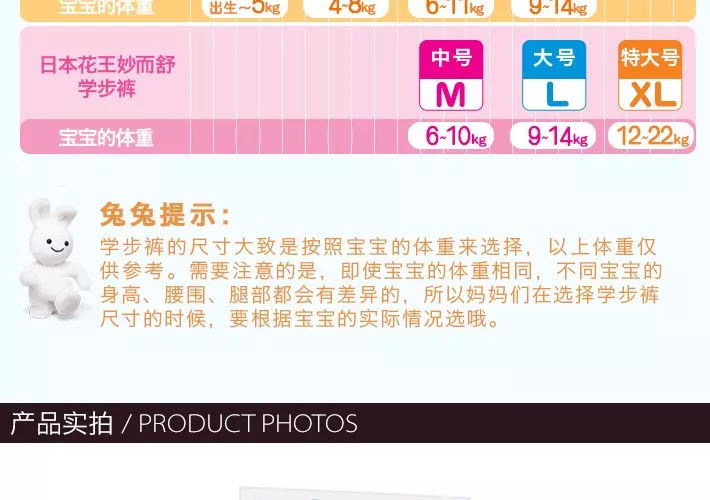 宝宝的体重 出生~5kg 4~8kg 6~11kg 9~14kg
日本花王妙而舒 中号 大号 特大号
学步裤 M L XL
宝宝的体重 6~10kg 9~14kg 12~22kg
兔兔提示:
学步裤的尺寸大致是按照宝宝的体重来选择，以上体重仅
供参考。需要注意的是，即使宝宝的体重相同，不同宝宝的
身高、腰围、腿部都会有差异的，所以妈妈们在选择学步裤
尺寸的时候，要根据宝宝的实际情况选哦。
产品实拍 / PRODUCT PHOTOS